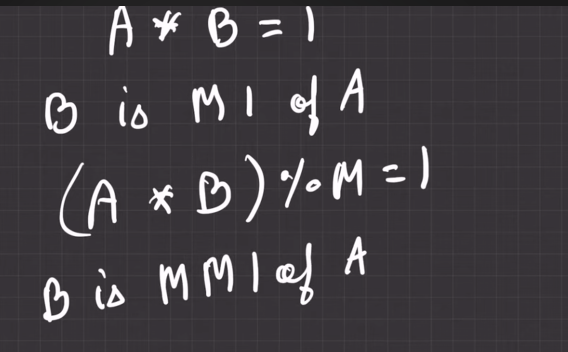 A * B = 1
B is MI of A
(A * B) % M = 1
B is MMI of A